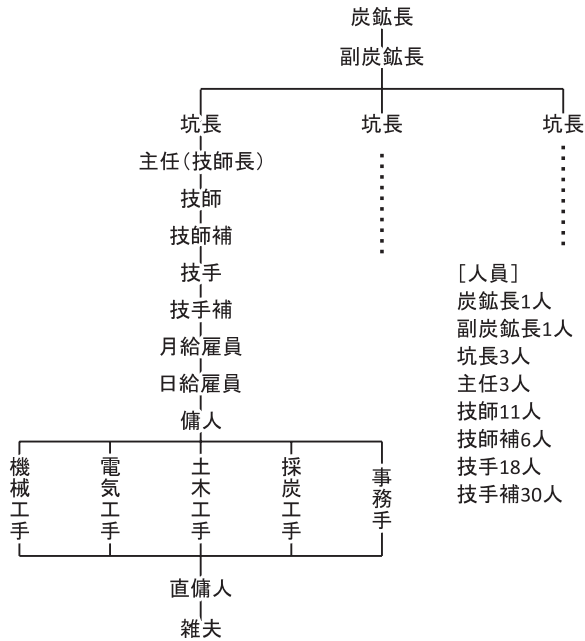 炭鉱長
副炭鉱長
坑長
坑長
坑長
主任(技師長)
技師
技師補
技手
技手補
月給雇員
日給雇員
傭人
機械工手
電気工手
土木工手
採炭工手
事務手
直傭人
雑夫
[人員]
炭鉱長1人
副炭鉱長1人
坑長3人
主任3人
技師11人
技師補6人
技手18人
技手補30人